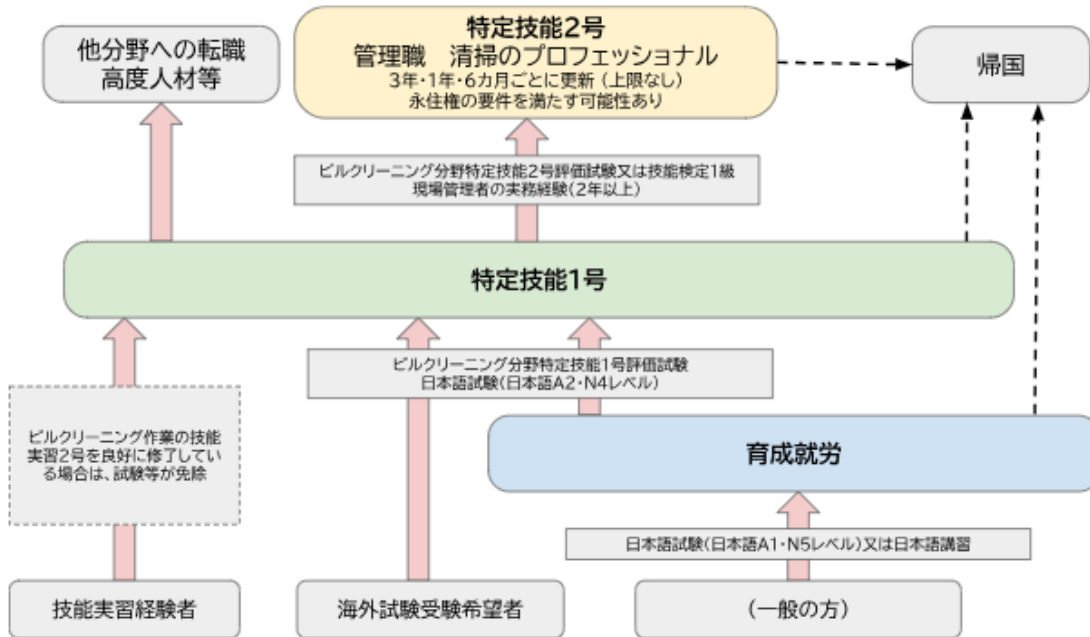 他分野への転職
高度人材等
特定技能2号
管理職　清掃のプロフェッショナル
3年・1年・6カ月ごとに更新（上限なし）
永住権の要件を満たす可能性あり
帰国
ビルクリーニング分野特定技能2号評価試験又は技能検定1級
現場管理者の実務経験（2年以上）
特定技能1号
ビルクリーニング分野特定技能1号評価試験
日本語試験（日本語A2・N4レベル）
ビルクリーニング作業の技能
実習2号を良好に修了してい
る場合は、試験等が免除
育成就労
日本語試験（日本語A1・N5レベル）又は日本語講習
技能実習経験者
海外試験受験希望者
（一般の方）